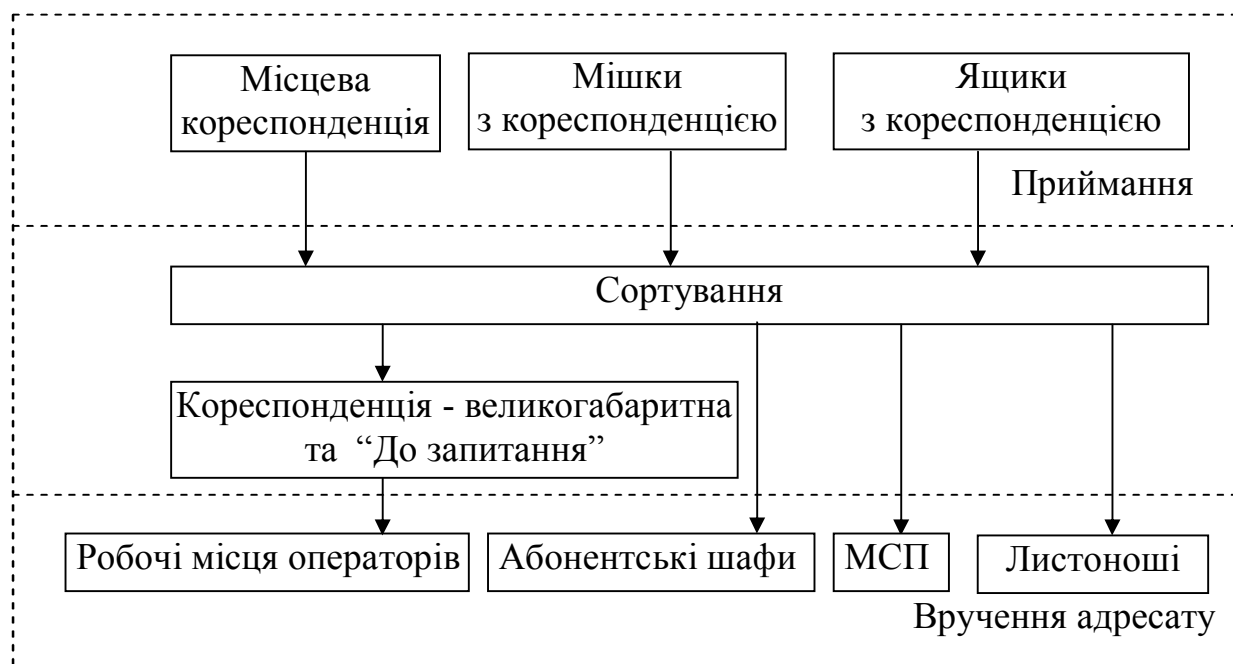 Місцева
кореспонденція
Мішки
з кореспонденцією
Ящики
з кореспонденцією
Приймання
Сортування
Кореспонденція - великогабаритна
та “До запитання”
Робочі місця операторів
Абонентські шафи
МСП
Листоноші
Вручення адресату